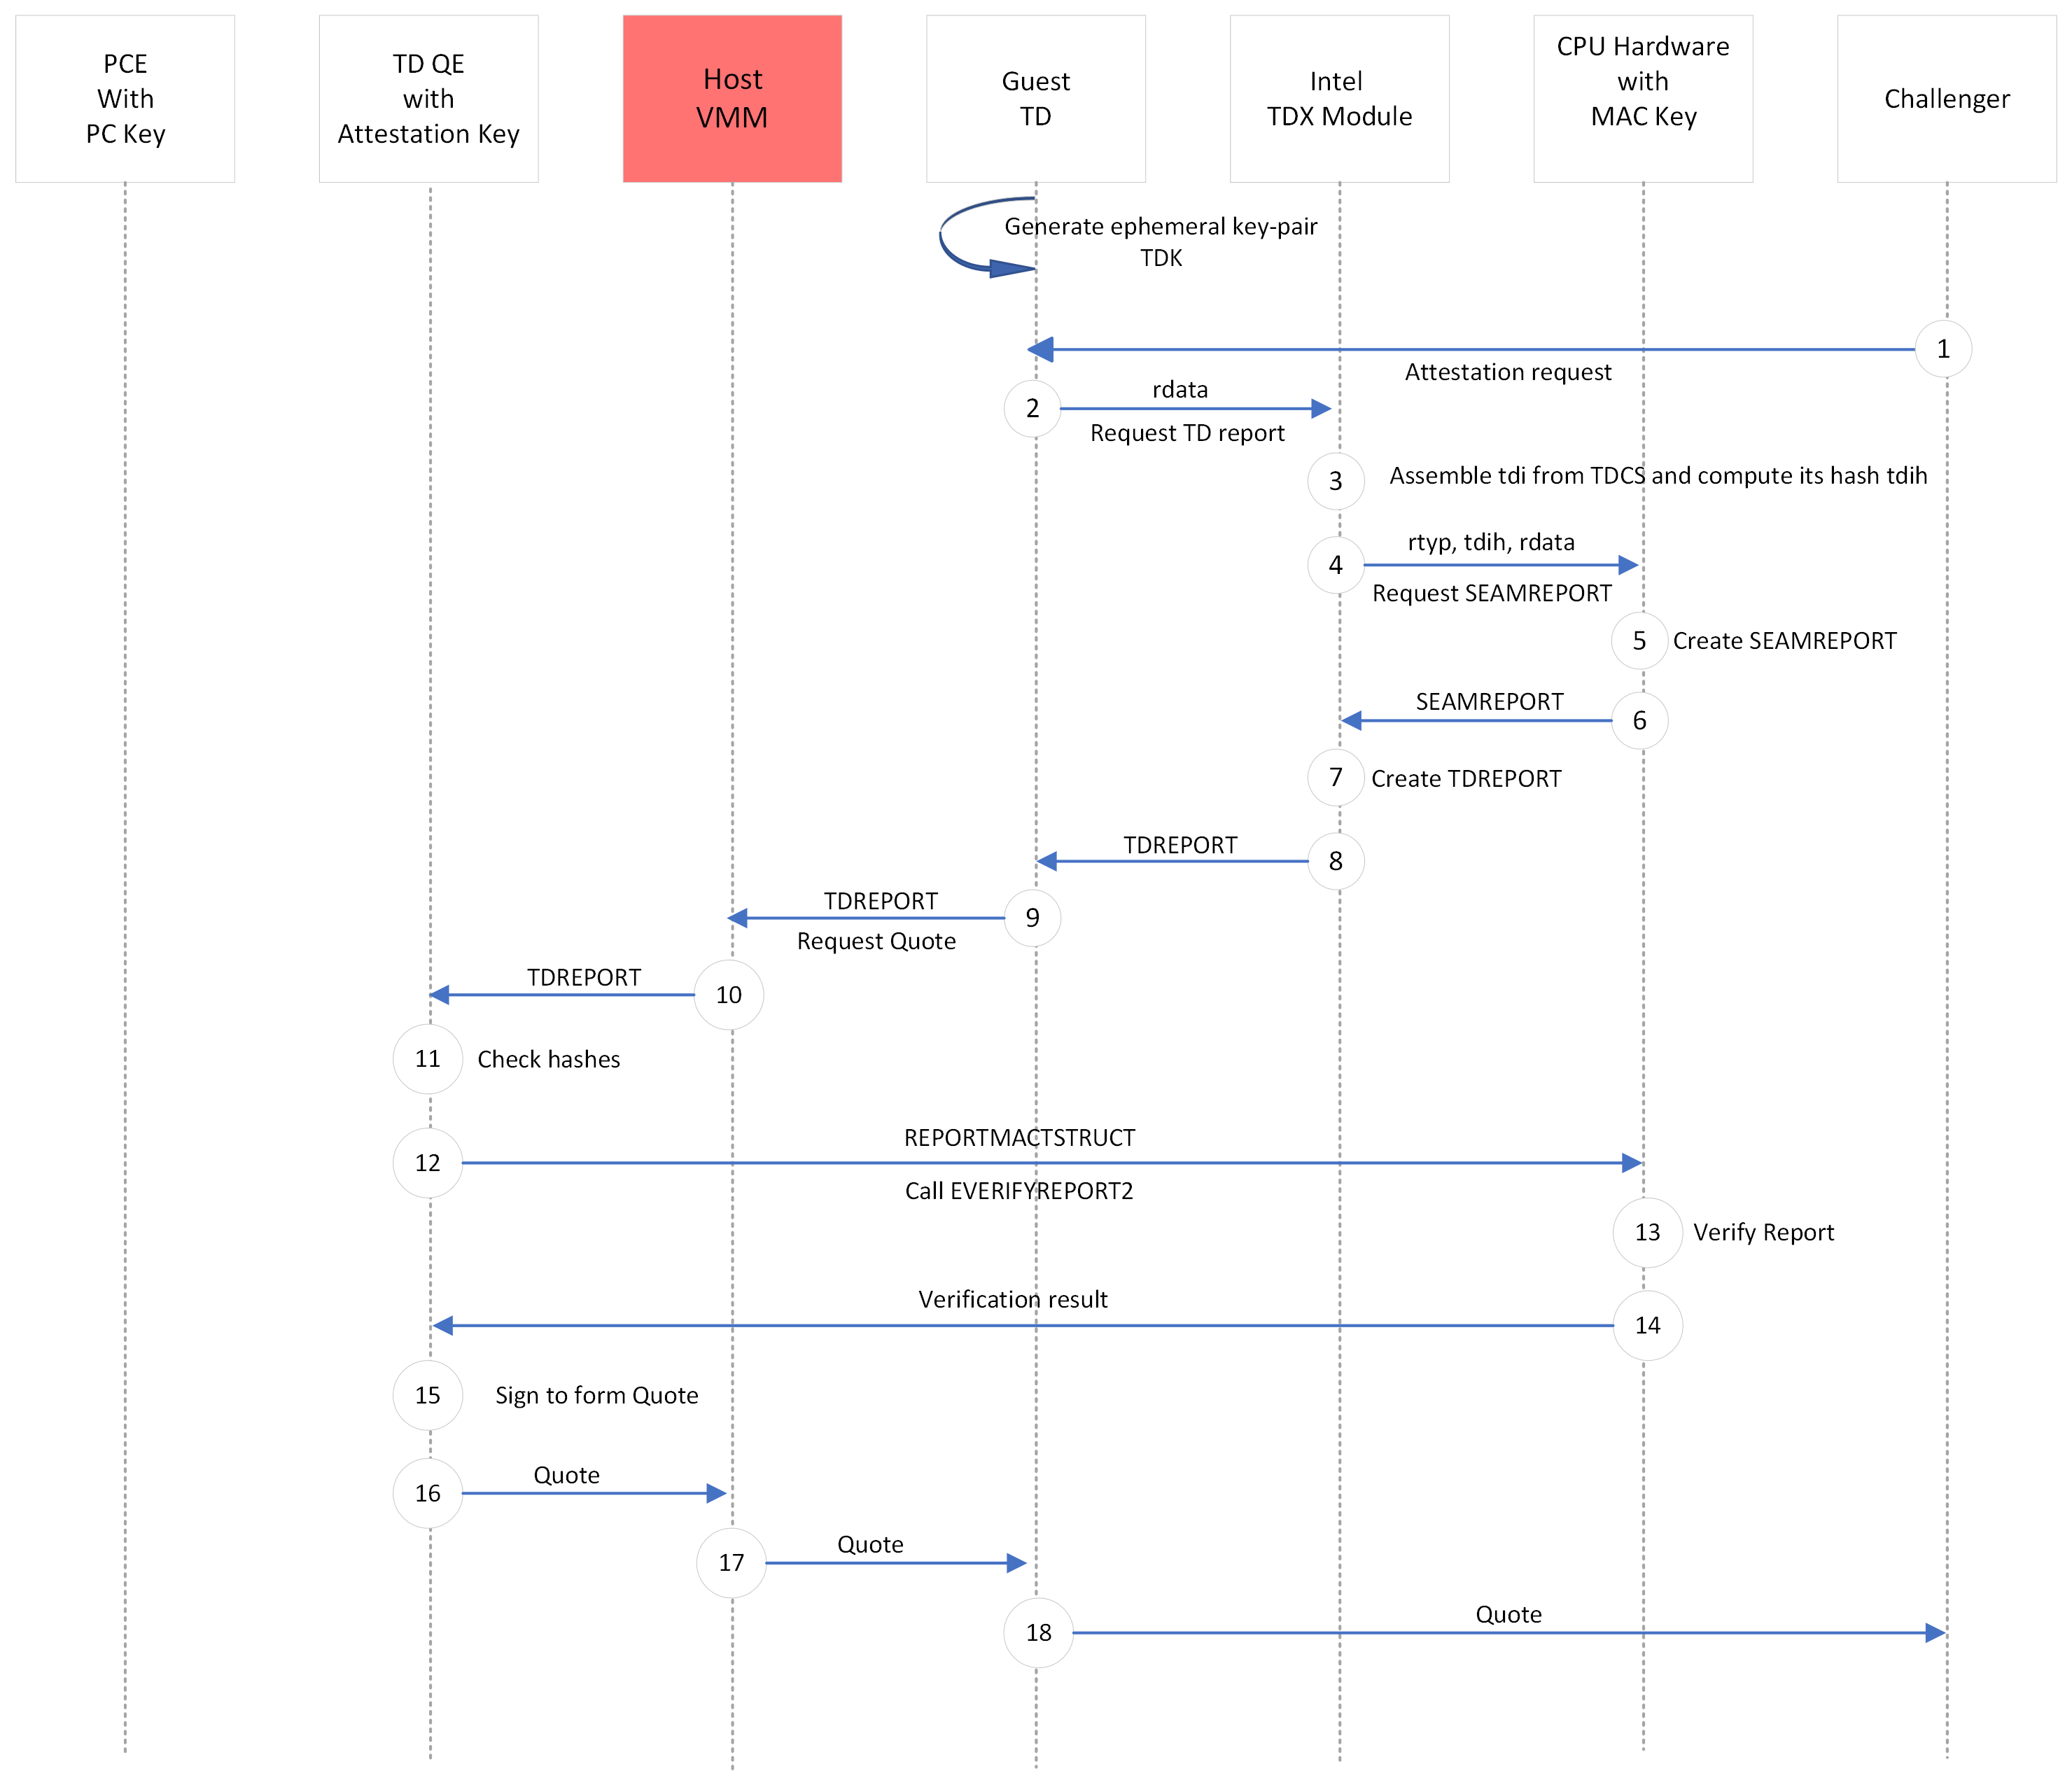 PCE
With
PC Key
TD QE
with
Attestation Key
Host
VMM
Guest
TD
Intel
TDX Module
CPU Hardware
with
MAC Key
Challenger
Generate ephemeral key-pair
TDK
1
Attestation request
2
rdata
Request TD report
3
Assemble tdi from TDCS and compute its hash tdih
4
rtyp, tdih, rdata
Request SEAMREPORT
5
Create SEAMREPORT
SEAMREPORT
6
7
Create TDREPORT
TDREPORT
8
TDREPORT
9
Request Quote
TDREPORT
10
11
Check hashes
12
REPORTMACTSTRUCT
Call EVERIFYREPORT2
13
Verify Report
Verification result
14
15
Sign to form Quote
16
Quote
17
Quote
18
Quote